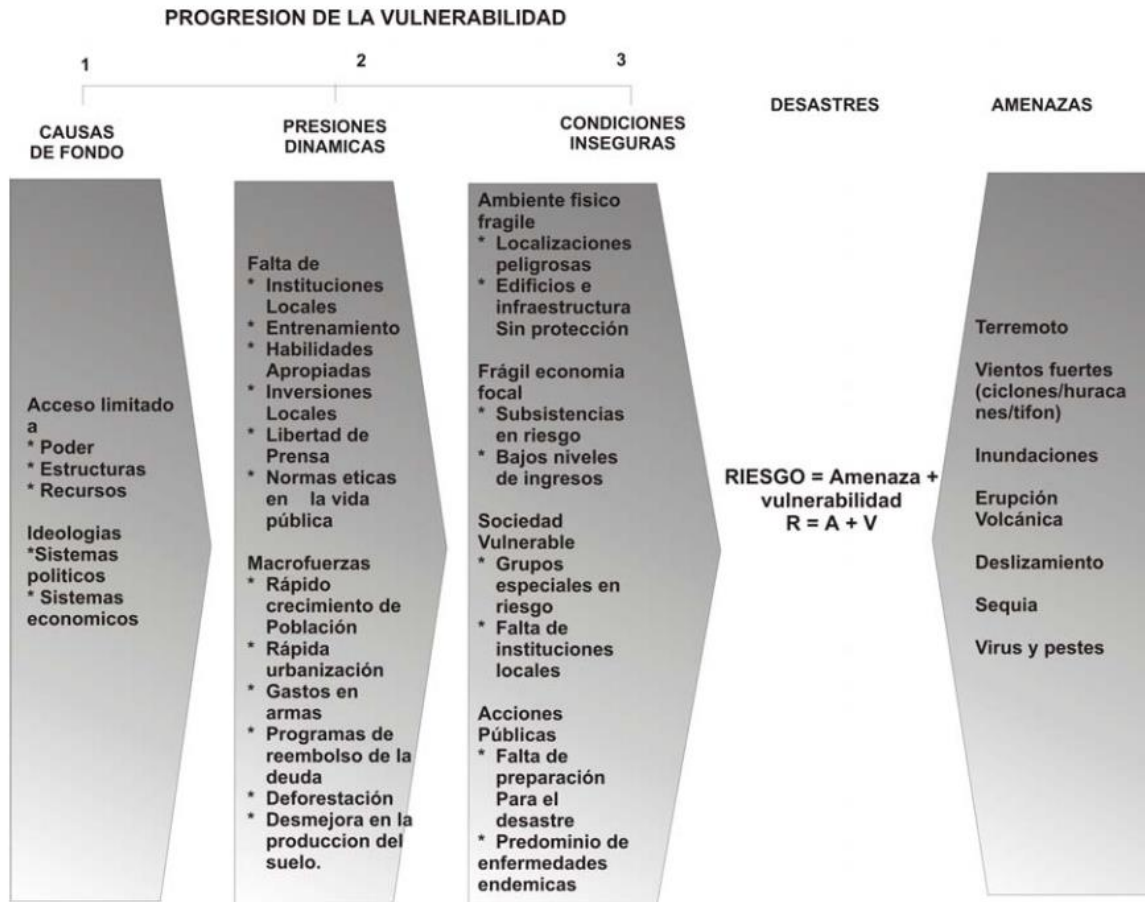 PROGRESION DE LA VULNERABILIDAD
1
2
3
CAUSAS
DE FONDO
PRESIONES
DINAMICAS
CONDICIONES
INSEGURAS
DESASTRES
AMENAZAS
Acceso limitado
a
* Poder
* Estructuras
* Recursos
Ideologias
*Sistemas
politicos
* Sistemas
economicos
Falta de
* Instituciones
Locales
* Entrenamiento
* Habilidades
Apropiadas
* Inversiones
Locales
* Libertad de
Prensa
* Normas eticas
en la vida
pública
Macrofuerzas
* Rápido
crecimiento de
Población
* Rápida
urbanización
* Gastos en
armas
* Programas de
reembolso de la
deuda
* Deforestación
* Desmejora en la
produccion del
suelo.
Ambiente fisico
fragile
* Localizaciones
peligrosas
* Edificios e
infraestructura
Sin protección
Frágil economia
focal
* Subsistencias
en riesgo
* Bajos niveles
de ingresos
Sociedad
Vulnerable
* Grupos
especiales en
riesgo
* Falta de
instituciones
locales
Acciones
Públicas
* Falta de
preparación
Para el
desastre
* Predominio de
enfermedades
endemicas
RIESGO = Amenaza +
vulnerabilidad
R = A + V
Terremoto
Vientos fuertes
(ciclones/huraca
nes/tifon)
Inundaciones
Erupción
Volcánica
Deslizamiento
Sequia
Virus y pestes